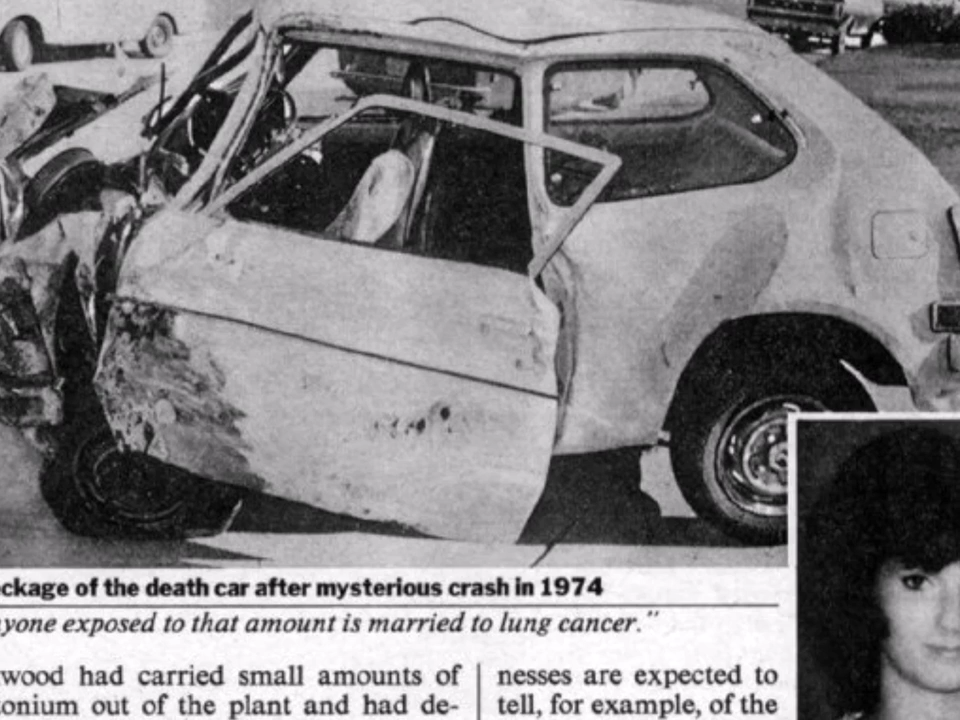 ckage of the death car after mysterious crash in 1974
yone exposed to that amount is married to lung cancer."
wood had carried small amounts of
onium out of the plant and had de-
nesses are expected to
tell, for example, of the